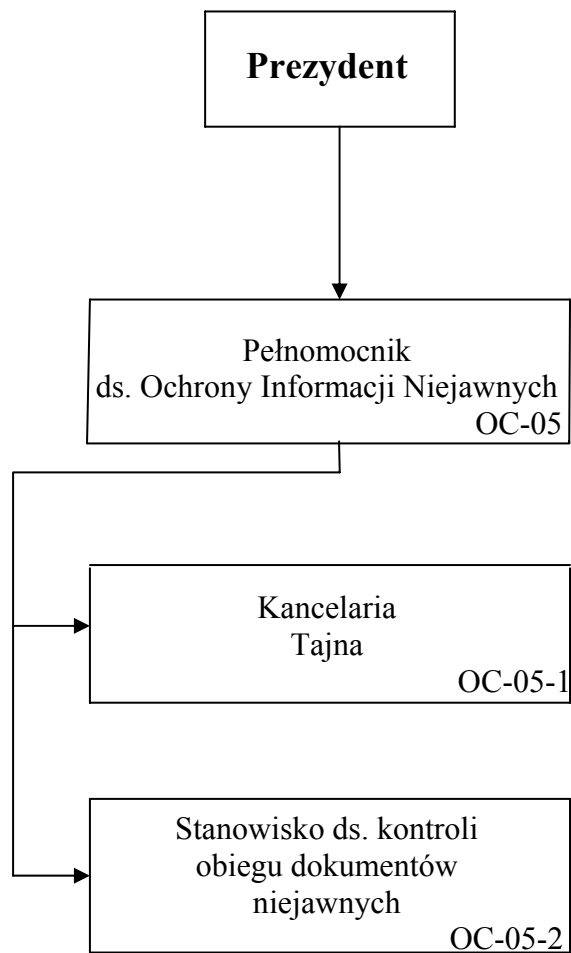 Prezydent
Pełnomocnik
ds. Ochrony Informacji Niejawnych
OC-05
Kancelaria
Tajna
OC-05-1
Stanowisko ds. kontroli
obiegu dokumentów
niejawnych
OC-05-2